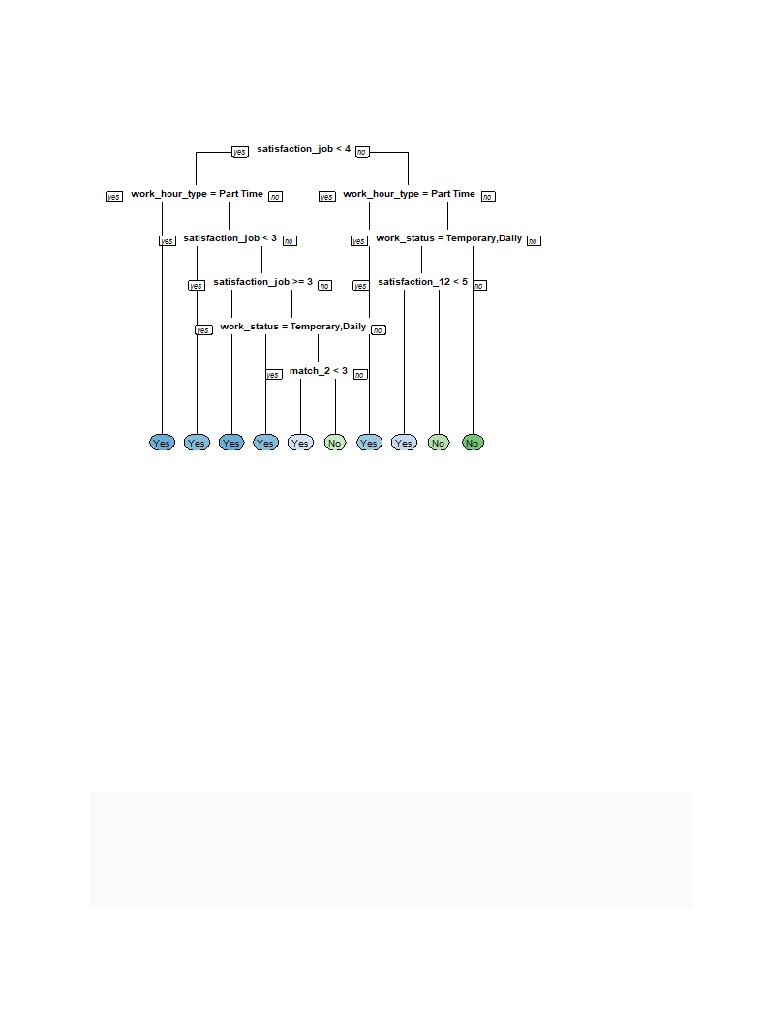 yes satisfaction_job < 4 no
yes work_hour_type = Part Time no yes work_hour_type = Part Time no
yes satisfaction_job < 3 no yes work_status = Temporary,Daily no
yes satisfaction_job >= 3 no yes satisfaction_12 < 5 no
yes work_status = Temporary,Daily no
yes match_2 < 3 no
Yes Yes Yes Yes Yes No Yes Yes No No